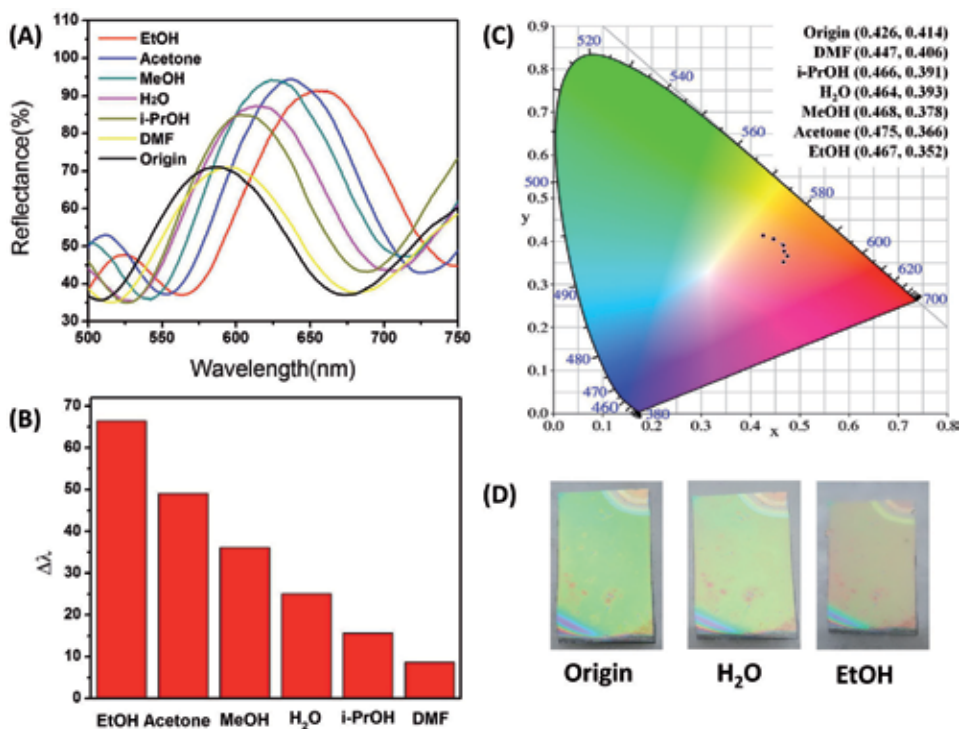 (A)
EtOH
Acetone
MeOH
H₂O
i-PrOH
DMF
Origin
Reflectance(%)
110
100
90
80
70
60
50
40
30
500 550 600 650 700 750
Wavelength(nm)
(B)
Δλ
70
60
50
40
30
20
10
0
EtOH Acetone MeOH H₂O i-PrOH DMF
(C)
Origin (0.426, 0.414)
DMF (0.447, 0.406)
i-PrOH (0.466, 0.391)
H₂O (0.464, 0.393)
MeOH (0.468, 0.378)
Acetone (0.475, 0.366)
EtOH (0.467, 0.352)
y
0.9
0.8
0.7
0.6
0.5
0.4
0.3
0.2
0.1
0.0
520
540
560
500
580
600
620
490
700
480
470
460
380
0.0 0.1 0.2 0.3 0.4 0.5 0.6 0.7 0.8
x
(D)
Origin H₂O EtOH